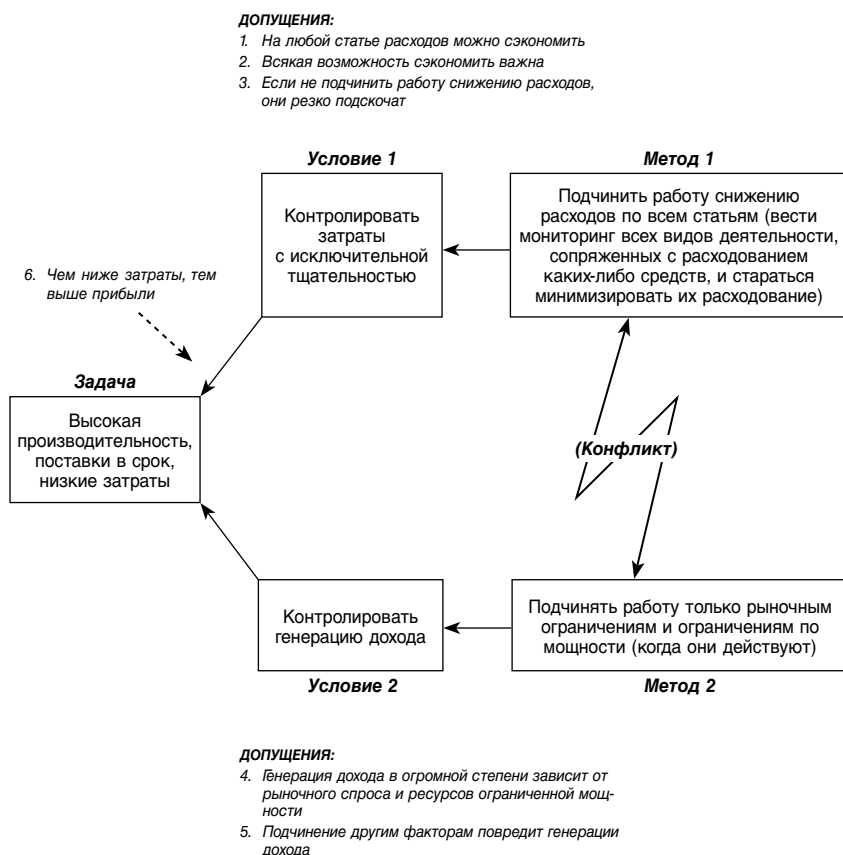 ДОПУЩЕНИЯ:
1. На любой статье расходов можно сэкономить
2. Всякая возможность сэкономить важна
3. Если не подчинить работу снижению расходов,
они резко подскочат
Условие 1
Метод 1
Контролировать
затраты
с исключительной
тщательностью
Подчинить работу снижению
расходов по всем статьям (вести
мониторинг всех видов деятельности,
сопряженных с расходованием
каких-либо средств, и стараться
минимизировать их расходование)
6. Чем ниже затраты, тем
выше прибыли
Задача
Высокая
производительность,
поставки в срок,
низкие затраты
(Конфликт)
Контролировать
генерацию дохода
Подчинять работу только рыночным
ограничениям и ограничениям по
мощности (когда они действуют)
Условие 2
Метод 2
ДОПУЩЕНИЯ:
4. Генерация дохода в огромной степени зависит от
рыночного спроса и ресурсов ограниченной мощ-
ности
5. Подчинение другим факторам повредит генерации
дохода